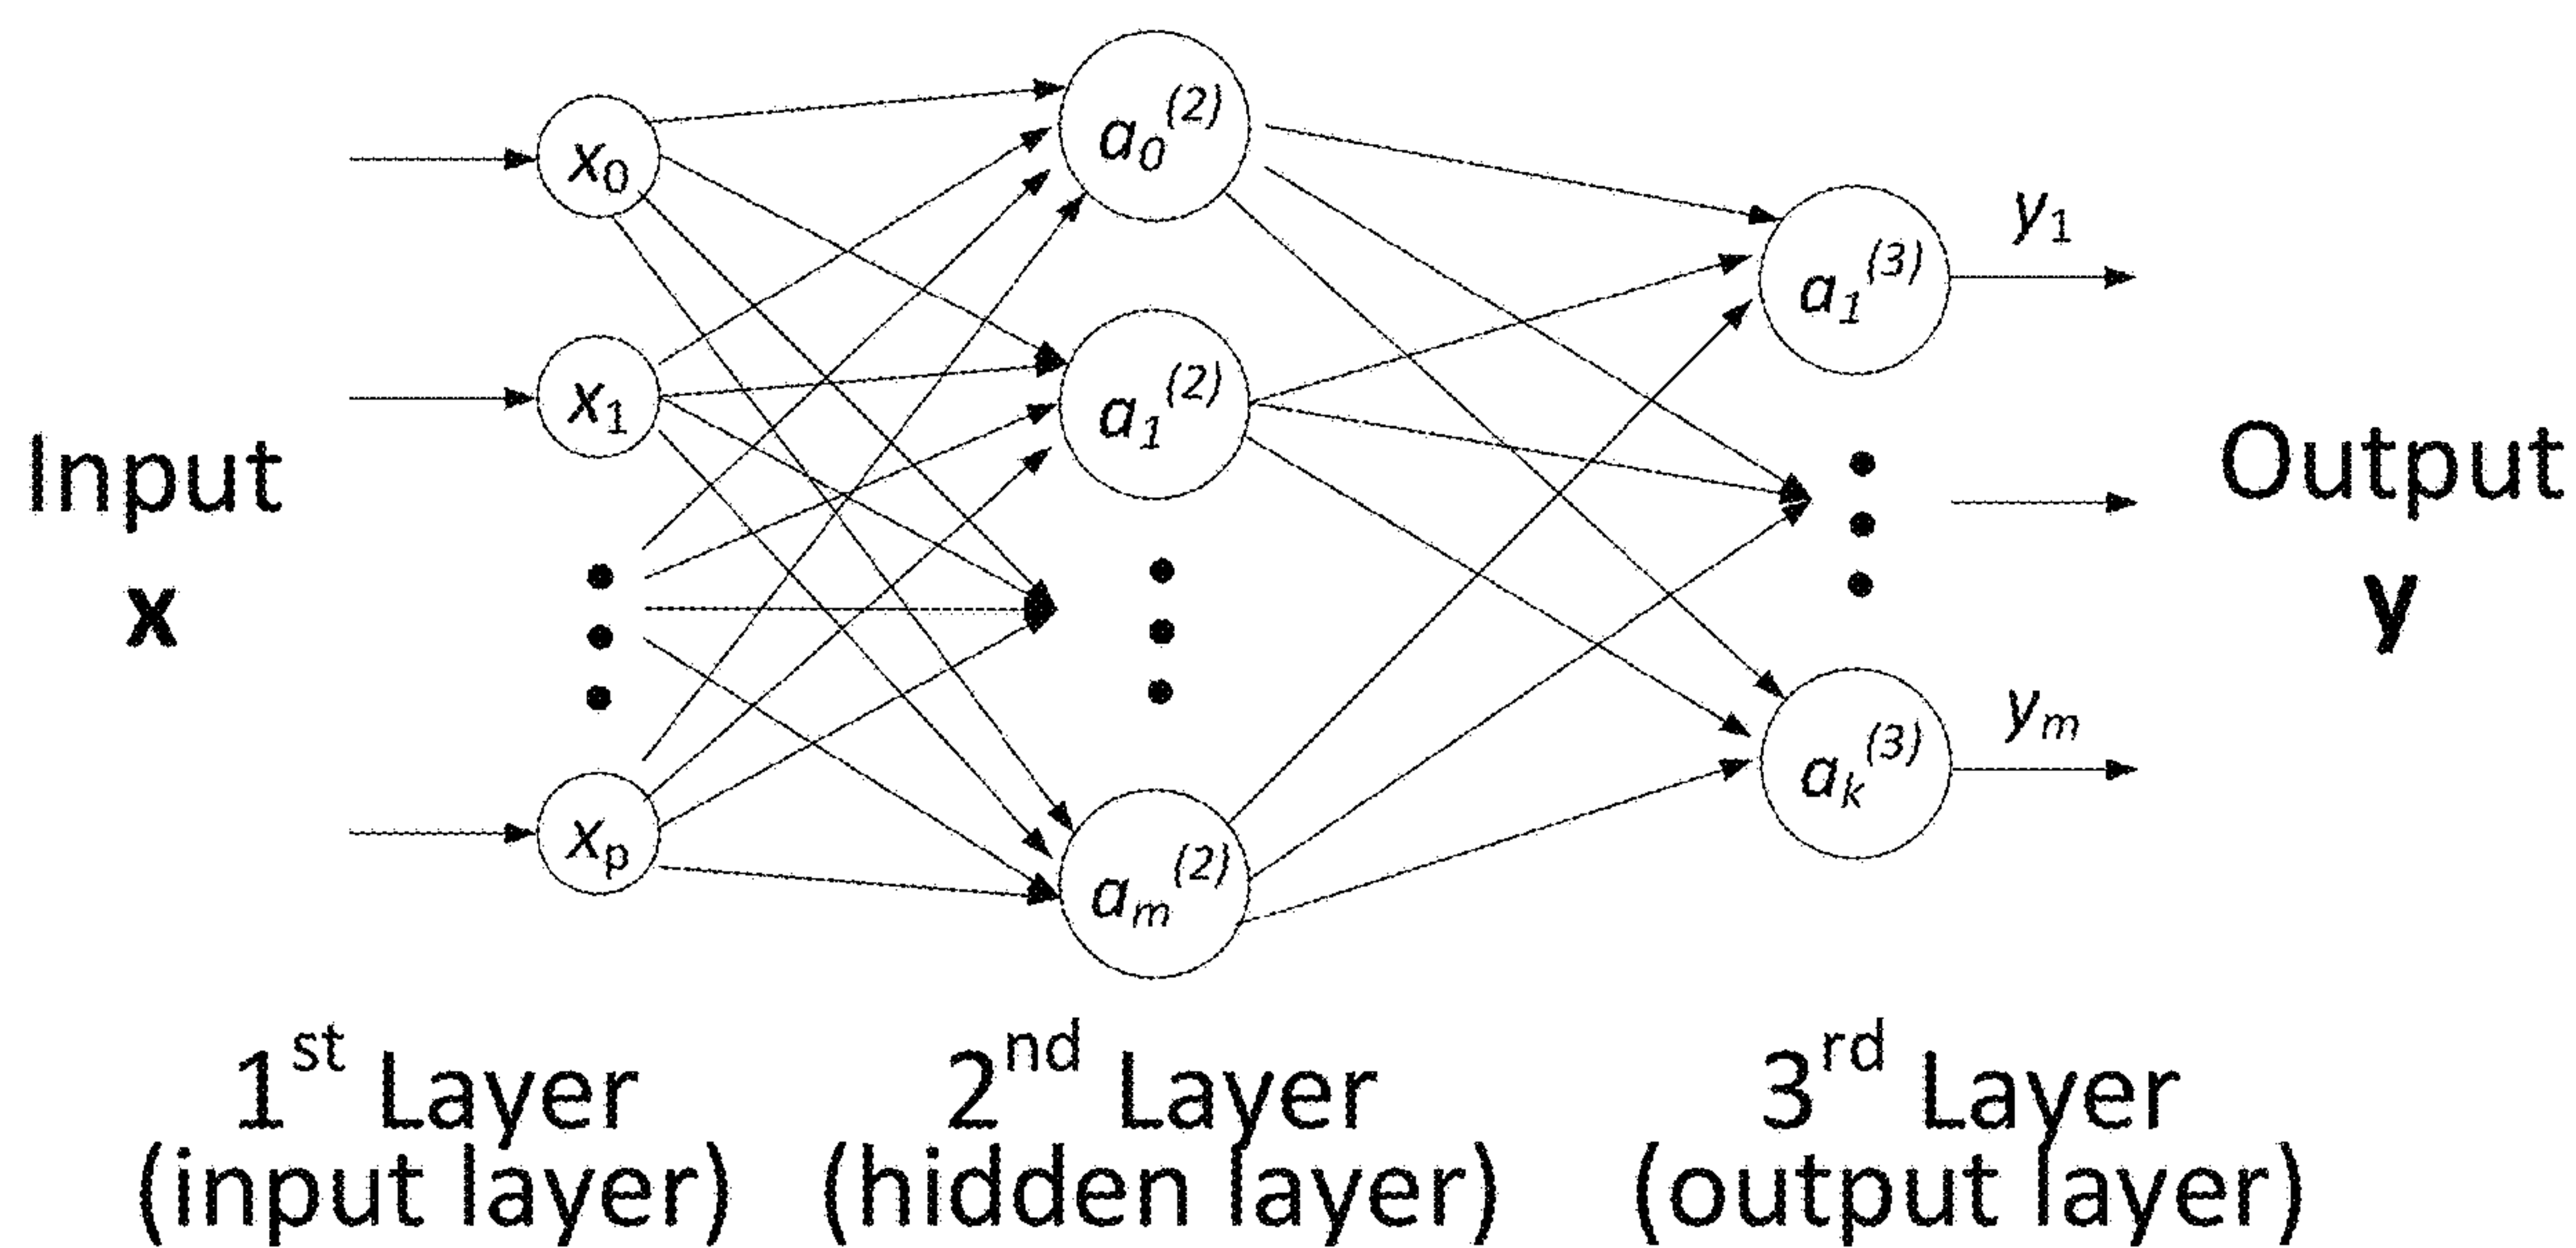 Input
x
x0
x1
xp
a0(2)
a1(2)
am(2)
a1(3)
ak(3)
y1
ym
Output
y
1st Layer
(input layer)
2nd Layer
(hidden layer)
3rd Layer
(output layer)